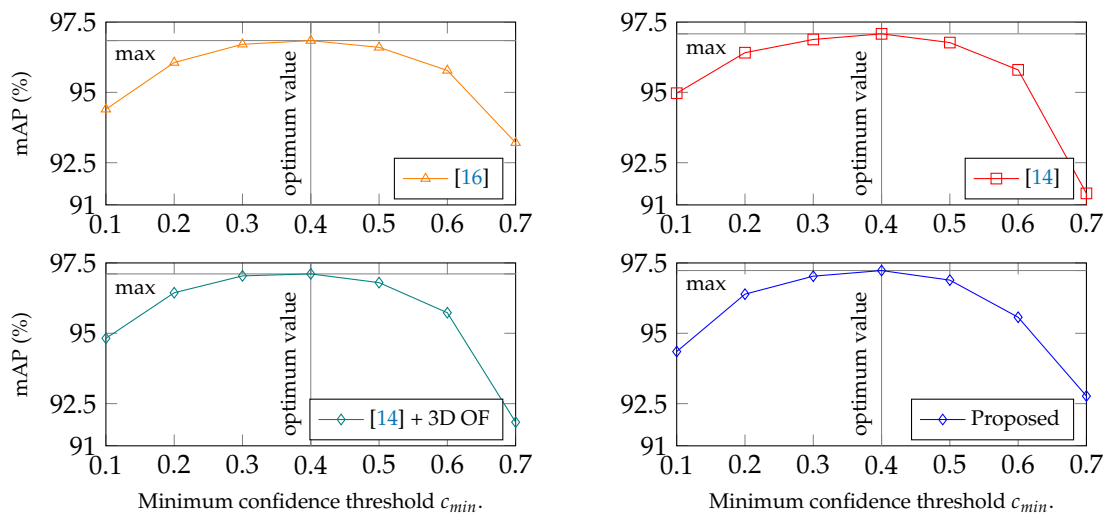 97.5
95
92.5
91
mAP (%)
max
optimum value
[16]
0.1 0.2 0.3 0.4 0.5 0.6 0.7
97.5
95
92.5
91
max
optimum value
[14]
0.1 0.2 0.3 0.4 0.5 0.6 0.7
97.5
95
92.5
91
mAP (%)
max
optimum value
[14] + 3D OF
0.1 0.2 0.3 0.4 0.5 0.6 0.7
Minimum confidence threshold cmin.
97.5
95
92.5
91
max
optimum value
Proposed
0.1 0.2 0.3 0.4 0.5 0.6 0.7
Minimum confidence threshold cmin.